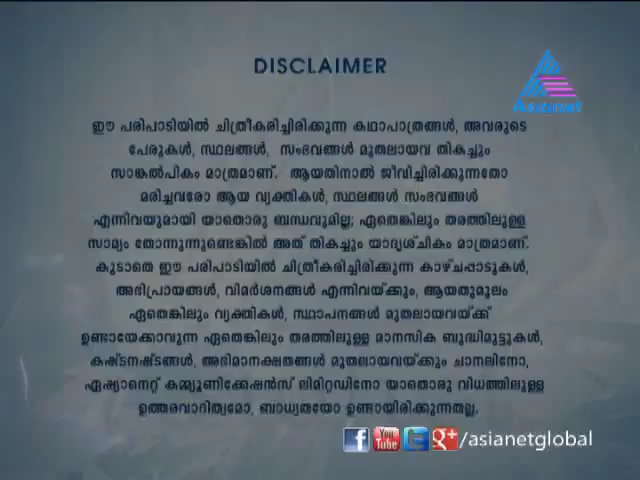 DISCLAIMER
Asianet
ഈ പരിപാടിയിൽ ചിത്രീകരിച്ചിരിക്കുന്ന കഥാപാത്രങ്ങൾ, അവരുടെ
പേരുകൾ, സ്ഥലങ്ങൾ, സംഭവങ്ങൾ മുതലായവ തികച്ചും
സാങ്കൽപികം മാത്രമാണ്. ആയതിനാൽ ജീവിച്ചിരിക്കുന്നതോ
മരിച്ചവരോ ആയ വ്യക്തികൾ, സ്ഥലങ്ങൾ സംഭവങ്ങൾ
എന്നിവയുമായി യാതൊരു ബന്ധവുമില്ല; ഏതെങ്കിലും തരത്തിലുള്ള
സാമ്യം തോന്നുന്നുണ്ടെങ്കിൽ അത് തികച്ചും യാദൃശ്ചികം മാത്രമാണ്.
കൂടാതെ ഈ പരിപാടിയിൽ ചിത്രീകരിച്ചിരിക്കുന്ന കാഴ്ചപ്പാടുകൾ,
അഭിപ്രായങ്ങൾ, വിമർശനങ്ങൾ എന്നിവയ്ക്കും, ആയതുമൂലം
ഏതെങ്കിലും വ്യക്തികൾ, സ്ഥാപനങ്ങൾ മുതലായവയ്ക്ക്
ഉണ്ടായേക്കാവുന്ന ഏതെങ്കിലും തരത്തിലുള്ള മാനസിക ബുദ്ധിമുട്ടുകൾ,
കഷ്ടനഷ്ടങ്ങൾ, അഭിമാനക്ഷതങ്ങൾ മുതലായവയ്ക്കും ചാനലിനോ,
ഏഷ്യാനെറ്റ് കമ്മ്യൂണിക്കേഷൻസ് ലിമിറ്റഡിനോ യാതൊരു വിധത്തിലുള്ള
ഉത്തരവാദിത്വമോ, ബാധ്യതയോ ഉണ്ടായിരിക്കുന്നതല്ല.
f You Tube g+ /asianetglobal